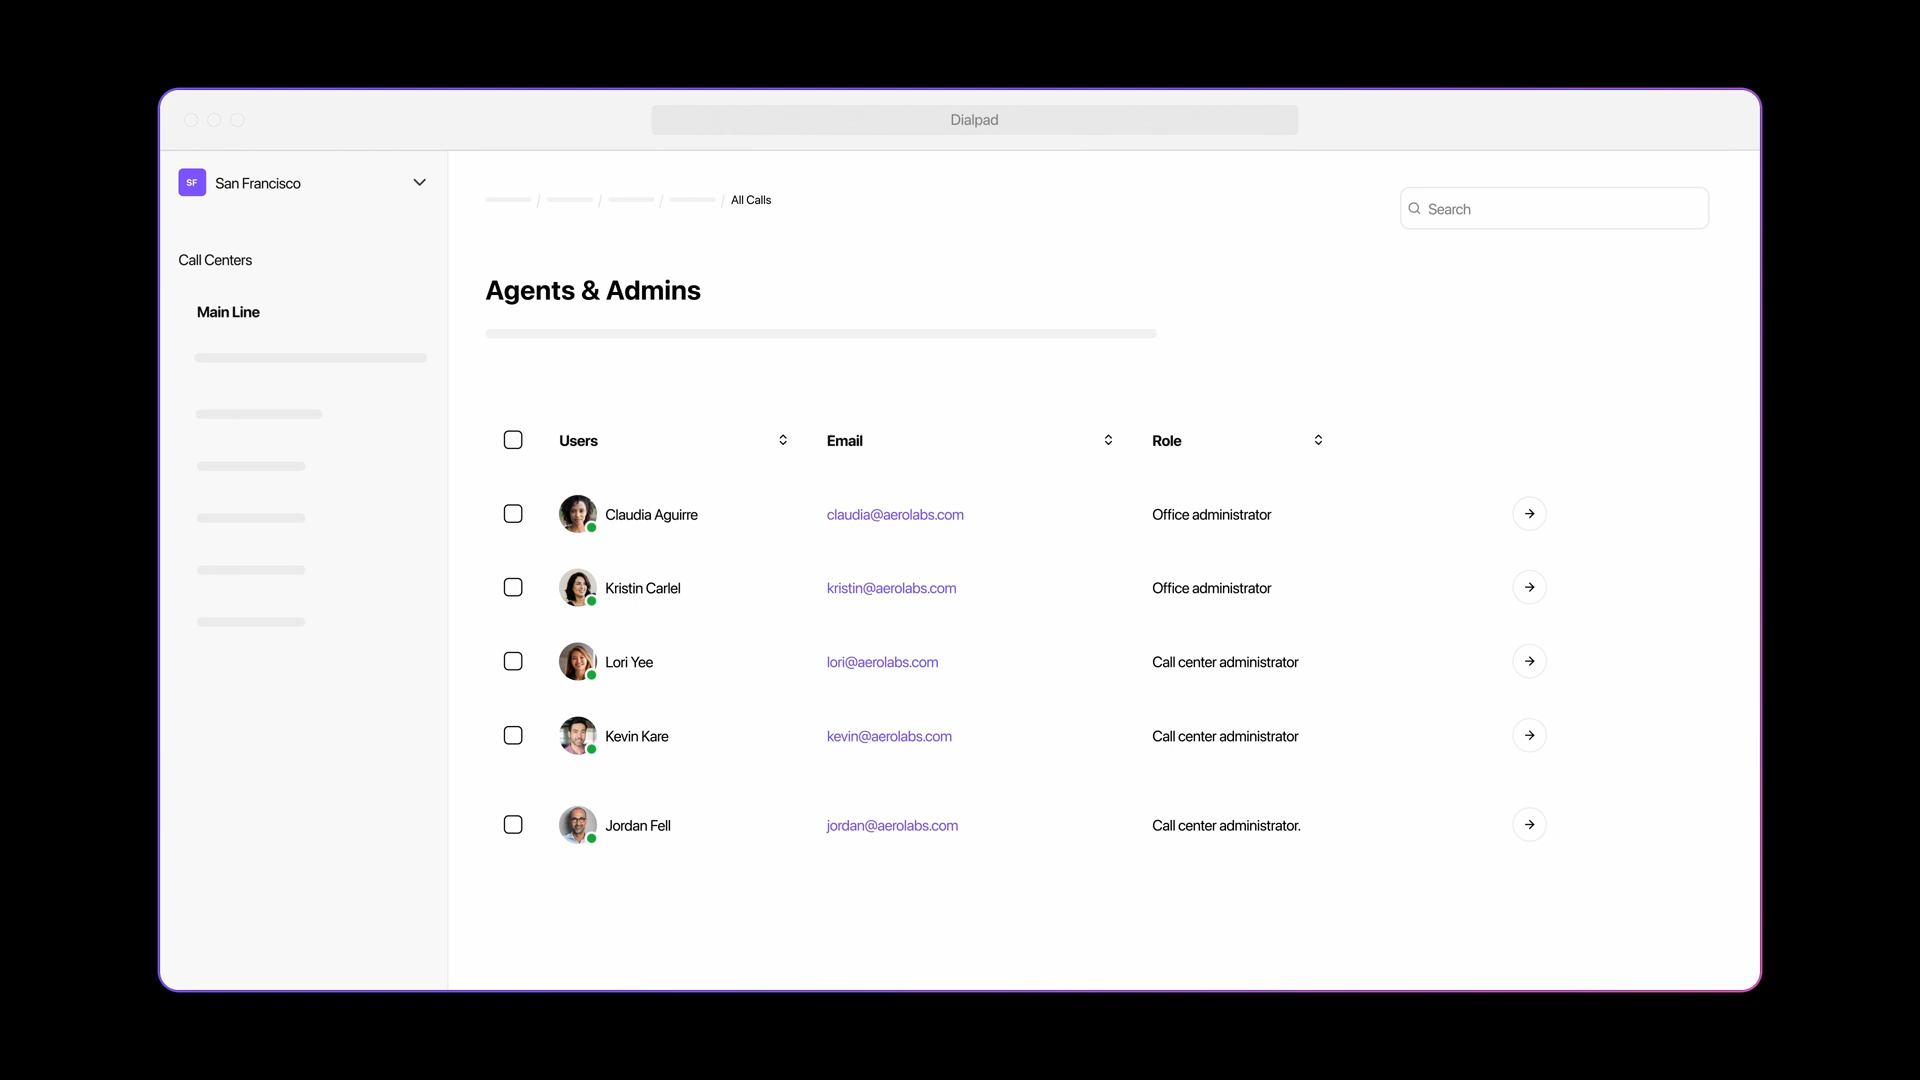 Dialpad
SF San Francisco
Call Centers
Main Line
/ / / / All Calls
Search
Agents & Admins
Users Email Role
Claudia Aguirre claudia@aerolabs.com Office administrator
Kristin Carlel kristin@aerolabs.com Office administrator
Lori Yee lori@aerolabs.com Call center administrator
Kevin Kare kevin@aerolabs.com Call center administrator
Jordan Fell jordan@aerolabs.com Call center administrator.